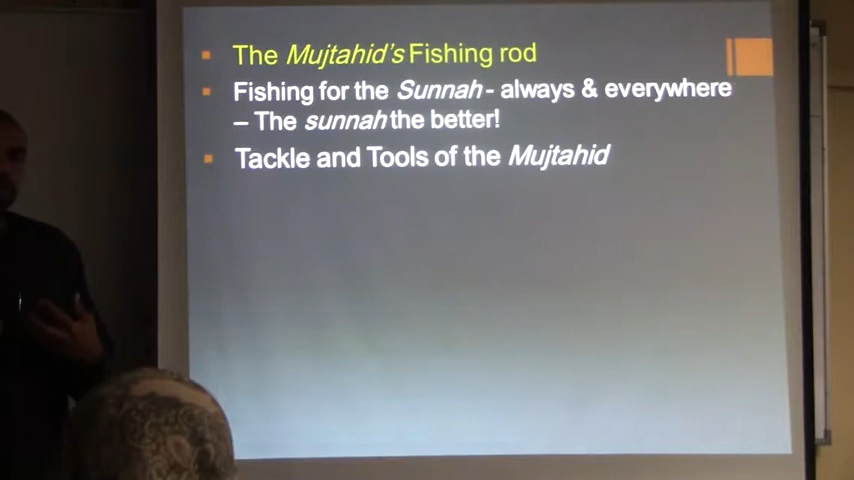 The Mujtahid's Fishing rod
Fishing for the Sunnah - always & everywhere
– The sunnah the better!
Tackle and Tools of the Mujtahid